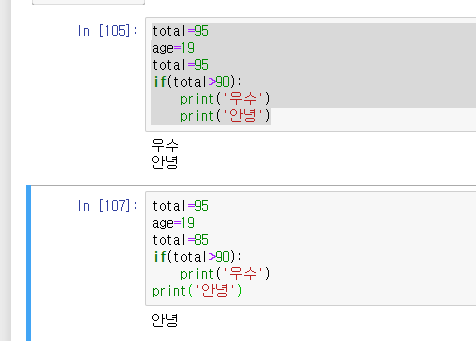 In [105]: total=95
age=19
total=95
if(total>90):
    print('우수')
    print('안녕')
우수
안녕
In [107]: total=95
age=19
total=85
if(total>90):
    print('우수')
print('안녕')
안녕